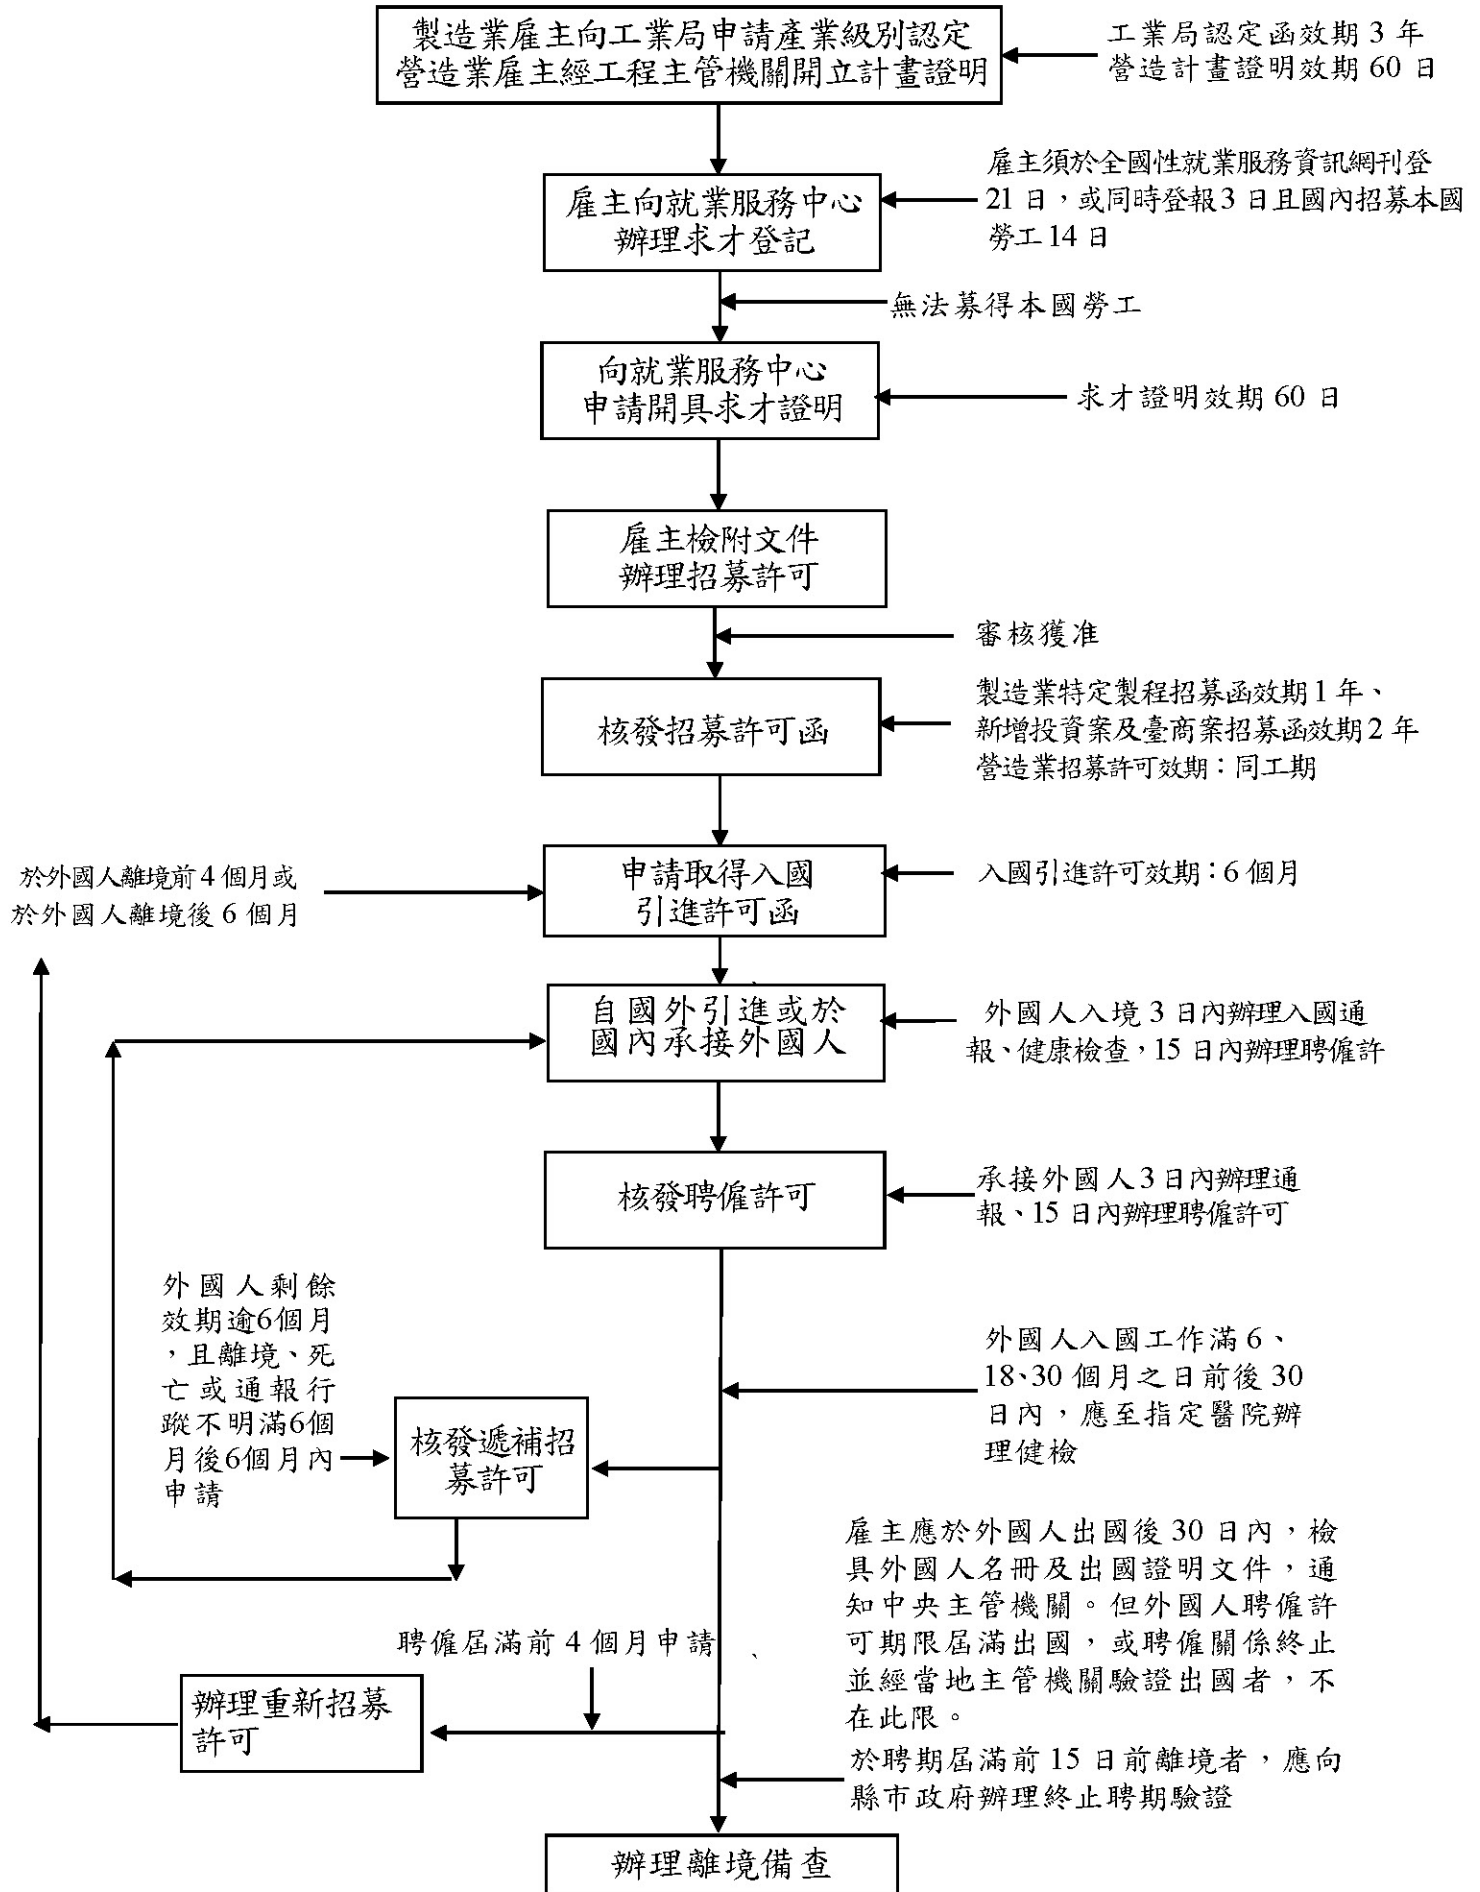 製造業雇主向工業局申請產業級別認定
營造業雇主經工程主管機關開立計畫證明
工業局認定函效期 3 年
營造計畫證明效期 60 日
雇主向就業服務中心
辦理求才登記
雇主須於全國性就業服務資訊網刊登
21 日，或同時登報 3 日且國內招募本國
勞工 14 日
無法募得本國勞工
向就業服務中心
申請開具求才證明
求才證明效期 60 日
雇主檢附文件
辦理招募許可
審核獲准
核發招募許可函
製造業特定製程招募函效期 1 年、
新增投資案及臺商案招募函效期 2 年
營造業招募許可效期：同工期
於外國人離境前 4 個月或
於外國人離境後 6 個月
申請取得入國
引進許可函
入國引進許可效期：6 個月
自國外引進或於
國內承接外國人
外國人入境 3 日內辦理入國通
報、健康檢查，15 日內辦理聘僱許
核發聘僱許可
承接外國人 3 日內辦理通
報、15 日內辦理聘僱許可
外國人剩餘
效期逾6個月
，且離境、死
亡或通報行
蹤不明滿6個
月後6個月內
申請
核發遞補招
募許可
外國人入國工作滿 6、
18、30 個月之日前後 30
日內，應至指定醫院辦
理健檢
雇主應於外國人出國後 30 日內，檢
具外國人名冊及出國證明文件，通
知中央主管機關。但外國人聘僱許
可期限屆滿出國，或聘僱關係終止
並經當地主管機關驗證出國者，不
在此限。
聘僱屆滿前 4 個月申請
辦理重新招募
許可
於聘期屆滿前 15 日前離境者，應向
縣市政府辦理終止聘期驗證
辦理離境備查